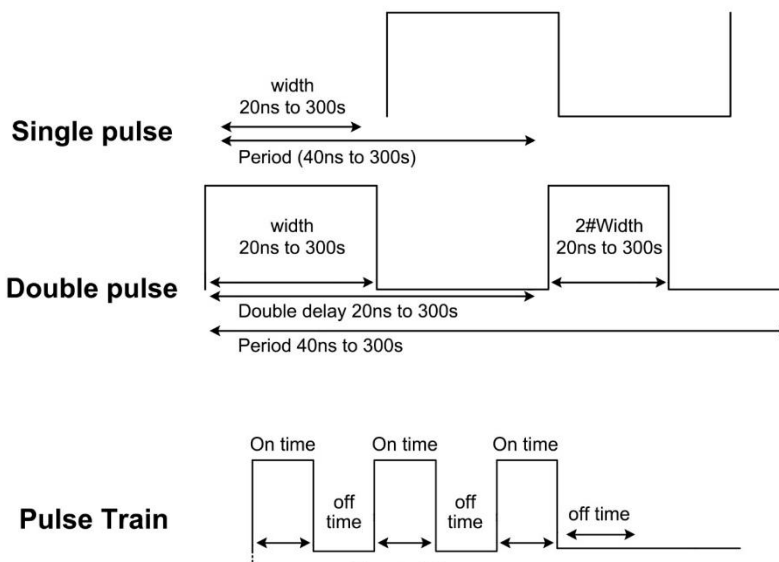 width
20ns to 300s
Single pulse
Period (40ns to 300s)
width
20ns to 300s
2#Width
20ns to 300s
Double pulse
Double delay 20ns to 300s
Period 40ns to 300s
On time
On time
On time
off
time
off
time
off time
Pulse Train